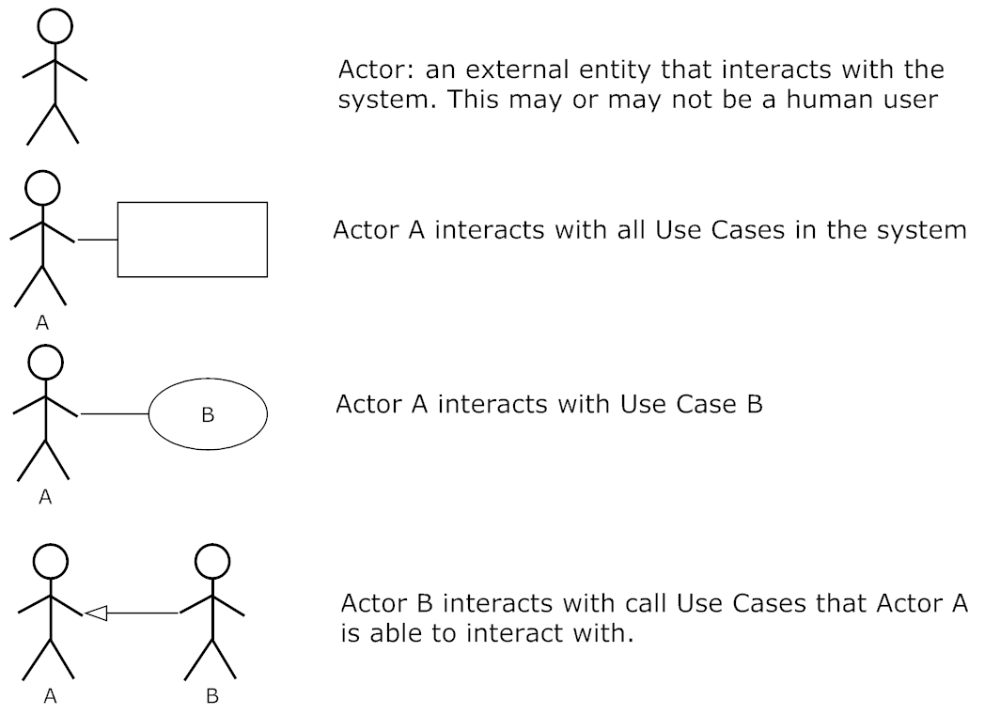 Actor: an external entity that interacts with the
system. This may or may not be a human user
Actor A interacts with all Use Cases in the system
A
B
Actor A interacts with Use Case B
A
Actor B interacts with call Use Cases that Actor A
is able to interact with.
A
B